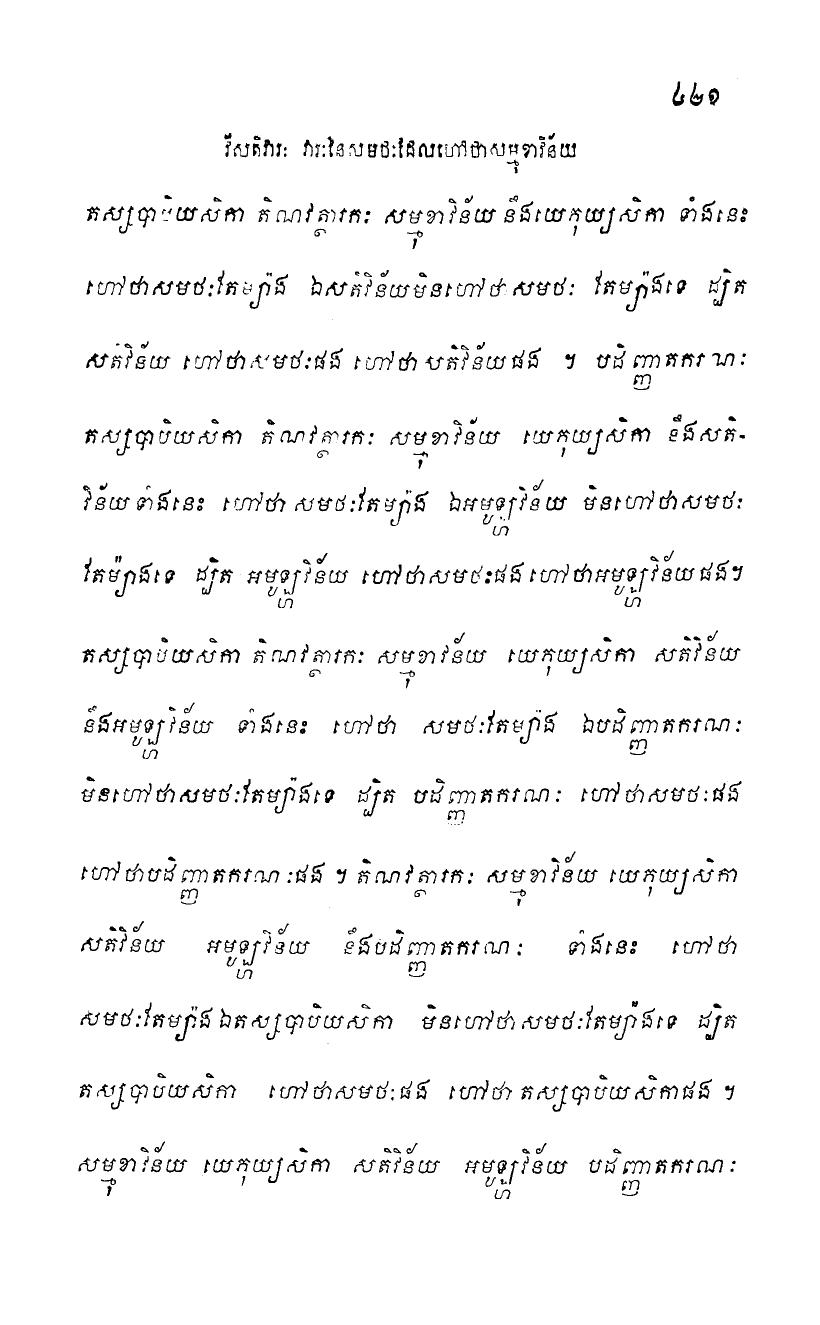 ៤២១
វីសតិវារៈ វារៈនៃសមថៈដែលហៅថាសម្មុខាវិន័យ
តស្សបាបិយសិកា តិណវត្ថារកៈ សម្មុខាវិន័យ នឹងយេភុយ្យសិកា ទាំងនេះ
ហៅថាសមថៈតែម្យ៉ាង ឯសតិវិន័យមិនហៅថាសមថៈ តែម្យ៉ាងទេ ដ្បិត
សតិវិន័យ ហៅថាសមថៈផង ហៅថា សតិវិន័យផង ។ បដិញ្ញាតករណៈ
តស្សបាបិយសិកា តិណវត្ថារកៈ សម្មុខាវិន័យ យេភុយ្យសិកា នឹងសតិ-
វិន័យ ទាំងនេះ ហៅថា សមថៈតែម្យ៉ាង ឯអមូឡ្ហវិន័យ មិនហៅថាសមថៈ
តែម៉្យាងទេ ដ្បិត អមូឡ្ហវិន័យ ហៅថាសមថៈផង ហៅថាអមូឡ្ហវិន័យផង។
តស្សបាបិយសិកា តិណវត្ថារកៈ សម្មុខាវិន័យ យេភុយ្យសិកា សតិវិន័យ
នឹងអមូឡ្ហវិន័យ ទាំងនេះ ហៅថា សមថៈតែម្យ៉ាង ឯបដិញ្ញាតករណៈ
មិនហៅថាសមថៈតែម្យ៉ាងទេ ដ្បិត បដិញ្ញាតករណៈ ហៅថាសមថៈផង
ហៅថាបដិញ្ញាតករណៈផង ។ តិណវត្ថារកៈ សម្មុខាវិន័យ យេភុយ្យសិកា
សតិវិន័យ អមូឡ្ហវិន័យ នឹងបដិញ្ញាតករណៈ ទាំងនេះ ហៅថា
សមថៈតែម្យ៉ាង ឯតស្សបាបិយសិកា មិនហៅថាសមថៈតែម្យ៉ាងទេ ដ្បិត
តស្សបាបិយសិកា ហៅថាសមថៈផង ហៅថា តស្សបាបិយសិកាផង ។
សម្មុខាវិន័យ យេភុយ្យសិកា សតិវិន័យ អមូឡ្ហវិន័យ បដិញ្ញាតករណៈ